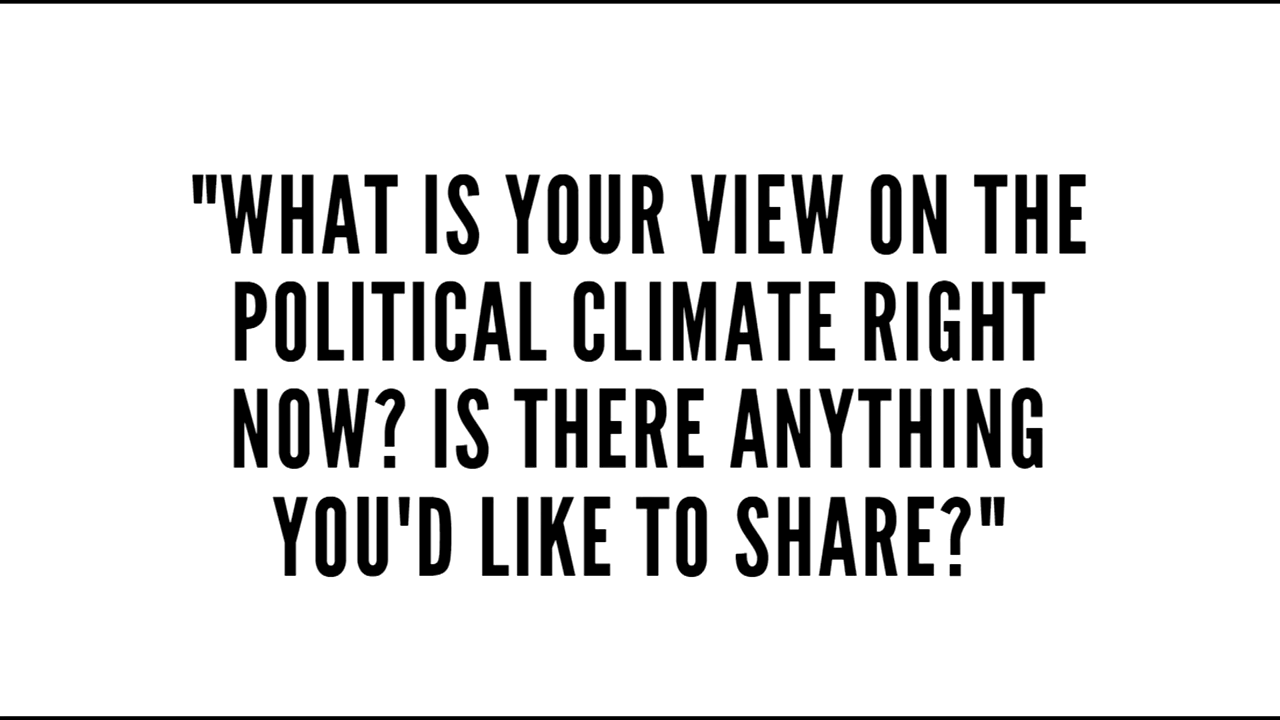 "WHAT IS YOUR VIEW ON THE
POLITICAL CLIMATE RIGHT
NOW? IS THERE ANYTHING
YOU'D LIKE TO SHARE?"